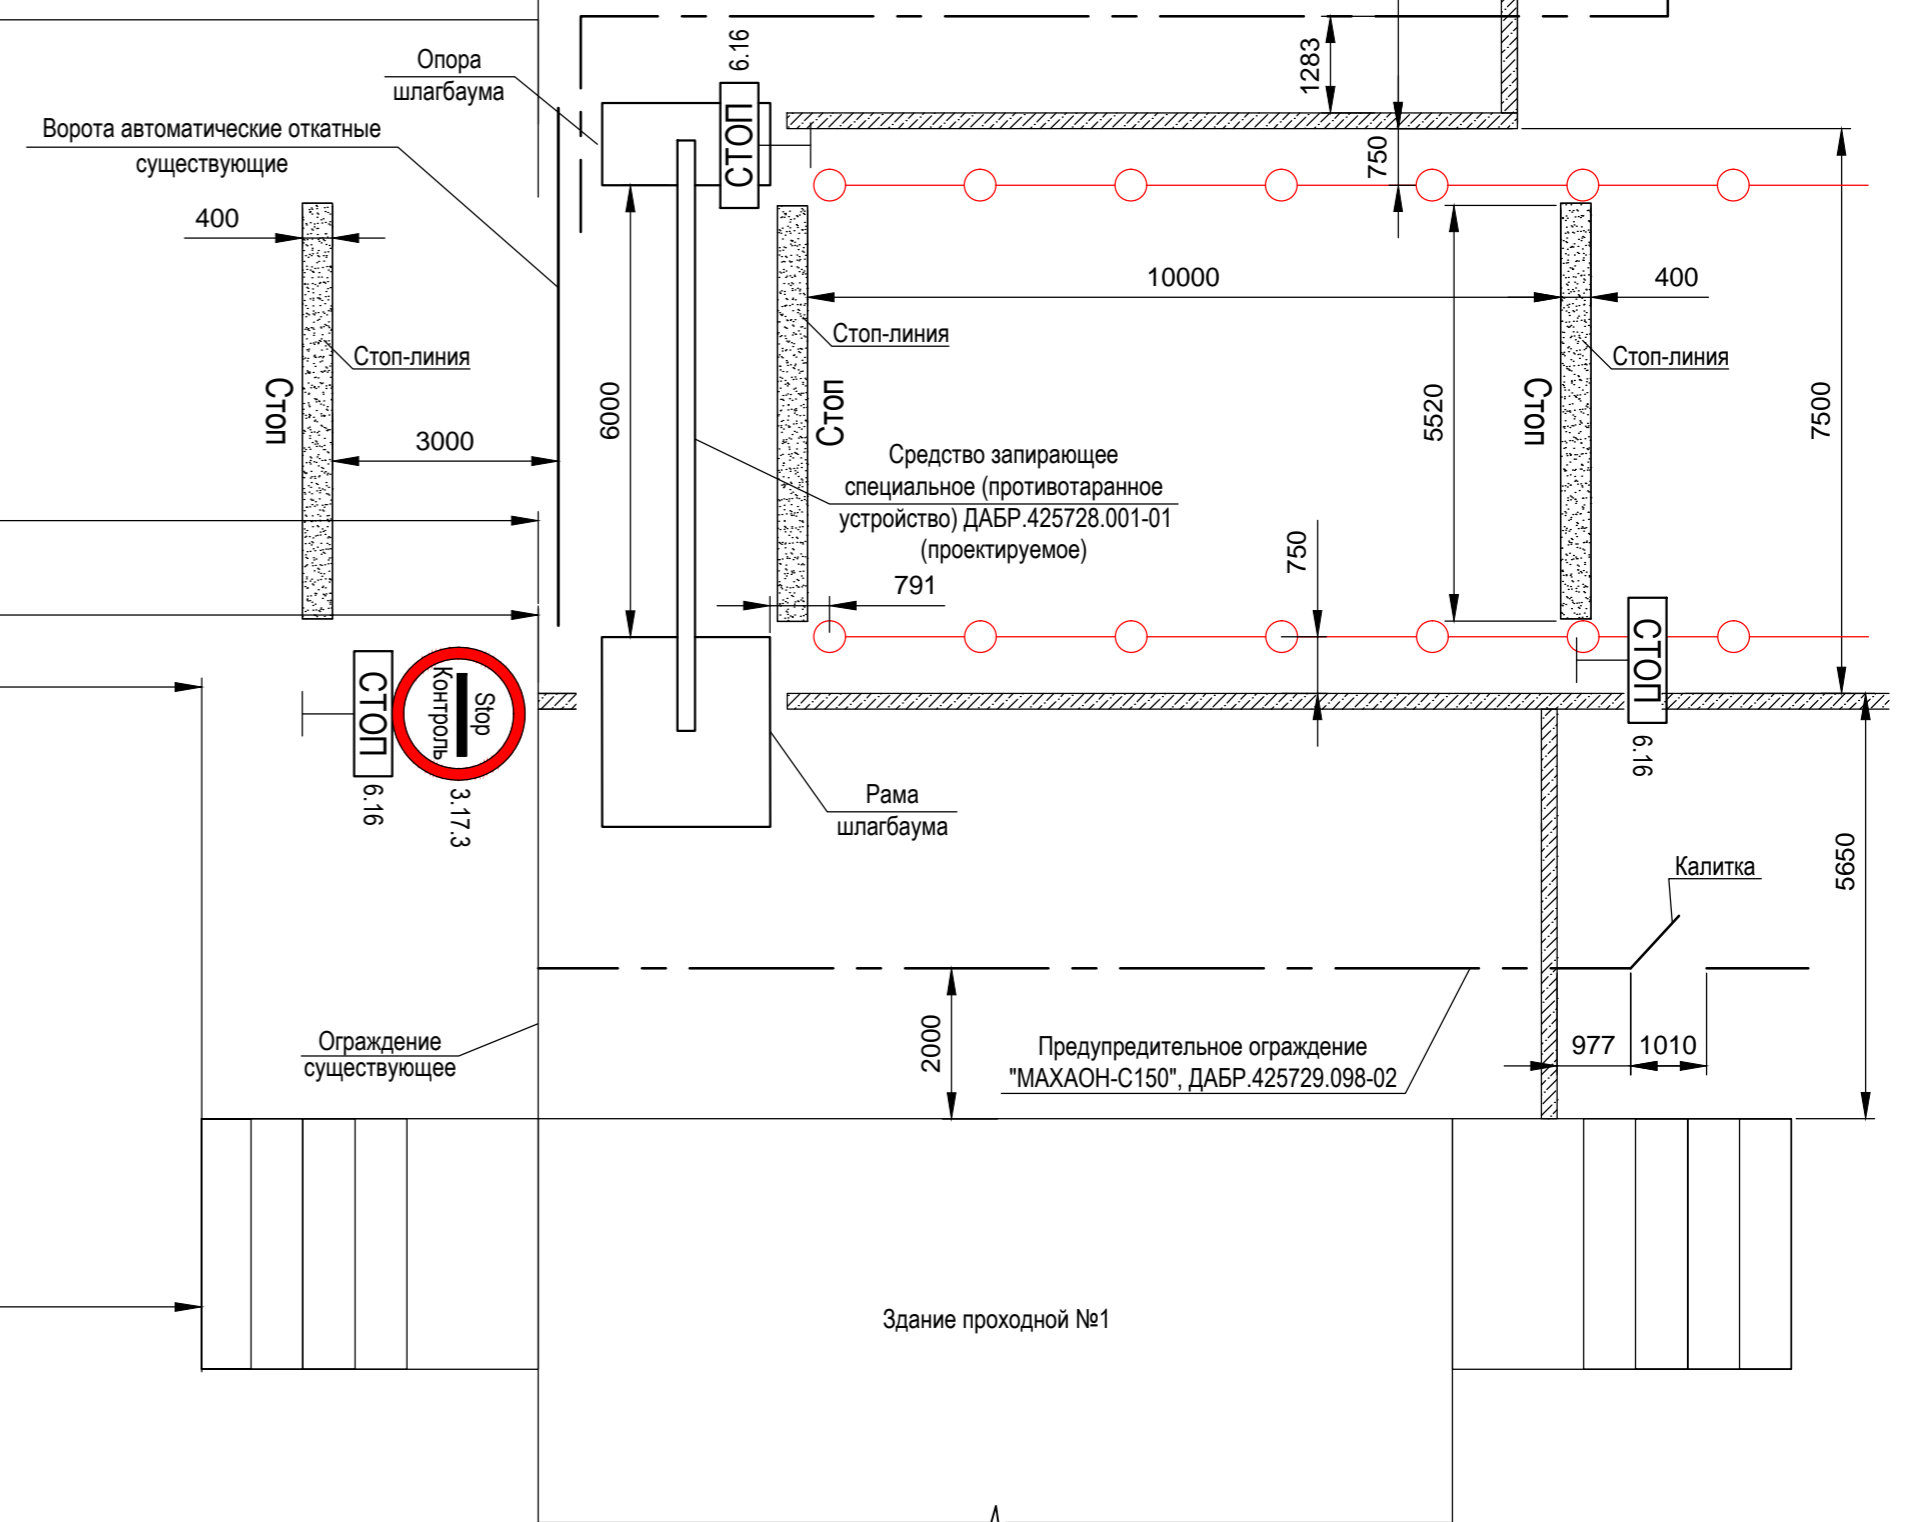 6.16
СТОП
Опора
шлагбаума
1283
Ворота автоматические откатные
существующие
750
400
10000
400
Стоп-линия
Стоп-линия
Стоп-линия
Стоп
6000
Стоп
5520
Стоп
7500
3000
Средство запирающее
специальное (противотаранное
устройство) ДАБР.425728.001-01
(проектируемое)
750
791
СТОП
6.16
СТОП
6.16
Stop
Контроль
3.17.3
Рама
шлагбаума
5650
Калитка
Ограждение
существующее
2000
Предупредительное ограждение
"МАХАОН-С150", ДАБР.425729.098-02
977
1010
Здание проходной №1